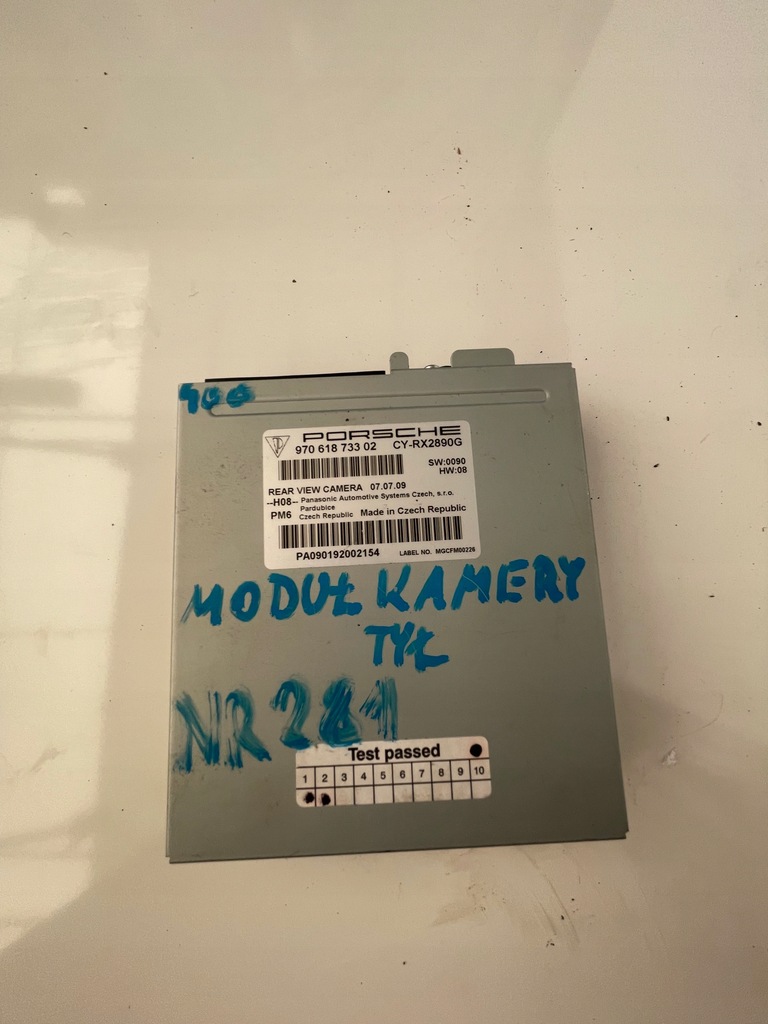 400
PORSCHE
970 618 733 02 CY-RX2890G
SW:0090
HW:08
REAR VIEW CAMERA 07.07.09
--H08-- Panasonic Automotive Systems Czech, s.r.o.
Pardubice
PM6 Czech Republic Made in Czech Republic
PA090192002154 LABEL NO. MGCFM00226
MODUŁ KAMERY
TYŁ
NR 281
Test passed
1 2 3 4 5 6 7 8 9 10